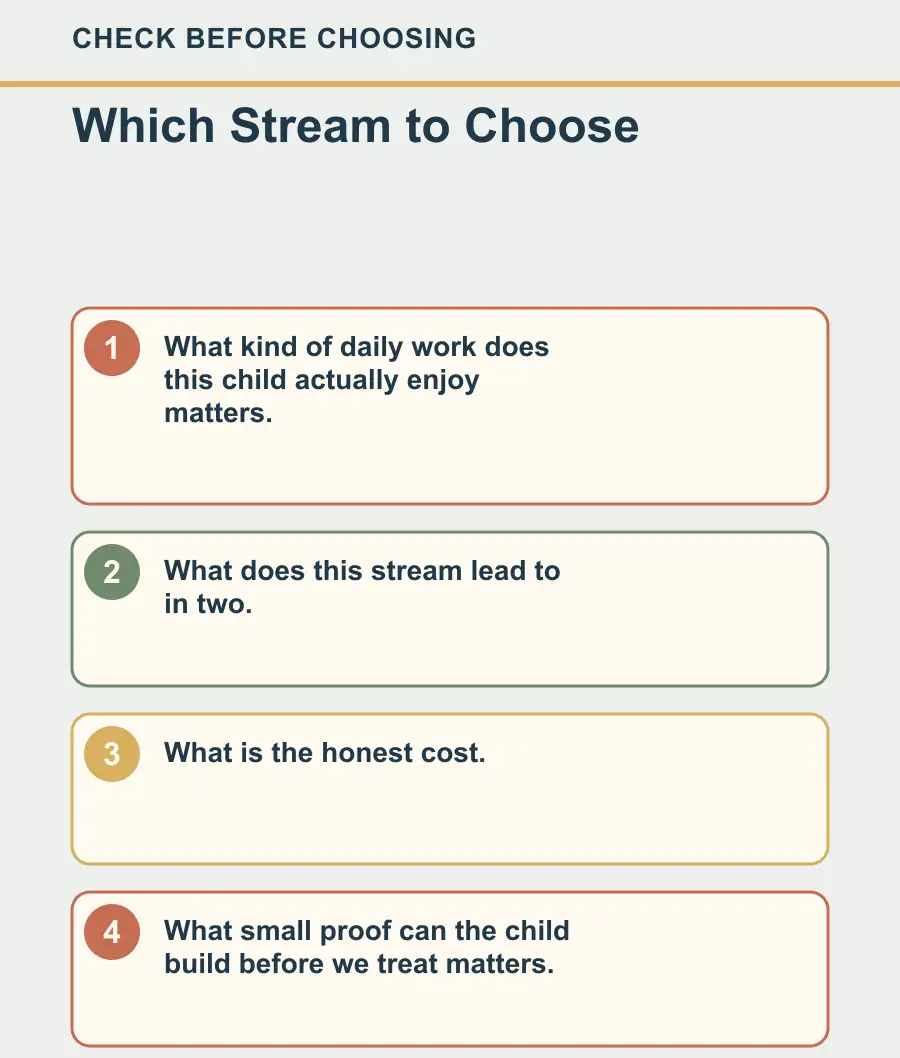 CHECK BEFORE CHOOSING
Which Stream to Choose
1
What kind of daily work does
this child actually enjoy
matters.
2
What does this stream lead to
in two.
3
What is the honest cost.
4
What small proof can the child
build before we treat matters.